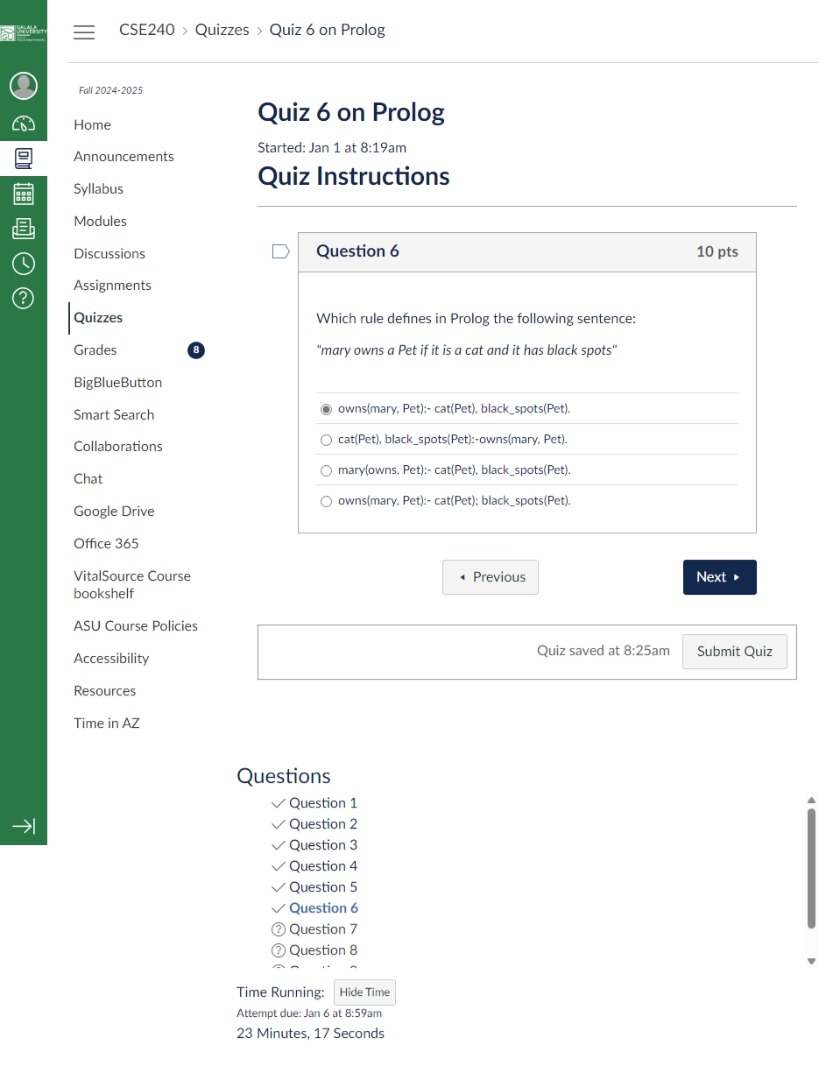 GALALA
UNIVERSITY
CSE240 > Quizzes > Quiz 6 on Prolog
Fall 2024-2025
Home
Announcements
Syllabus
Modules
Discussions
Assignments
Quizzes
Grades 8
BigBlueButton
Smart Search
Collaborations
Chat
Google Drive
Office 365
VitalSource Course
bookshelf
ASU Course Policies
Accessibility
Resources
Time in AZ
Quiz 6 on Prolog
Started: Jan 1 at 8:19am
Quiz Instructions
Question 6 10 pts
Which rule defines in Prolog the following sentence:
"mary owns a Pet if it is a cat and it has black spots"
owns(mary, Pet):- cat(Pet), black_spots(Pet).
cat(Pet), black_spots(Pet):-owns(mary, Pet).
mary(owns, Pet):- cat(Pet), black_spots(Pet).
owns(mary, Pet):- cat(Pet); black_spots(Pet).
Previous Next
Quiz saved at 8:25am Submit Quiz
Questions
Question 1
Question 2
Question 3
Question 4
Question 5
Question 6
Question 7
Question 8
Time Running: Hide Time
Attempt due: Jan 6 at 8:59am
23 Minutes, 17 Seconds